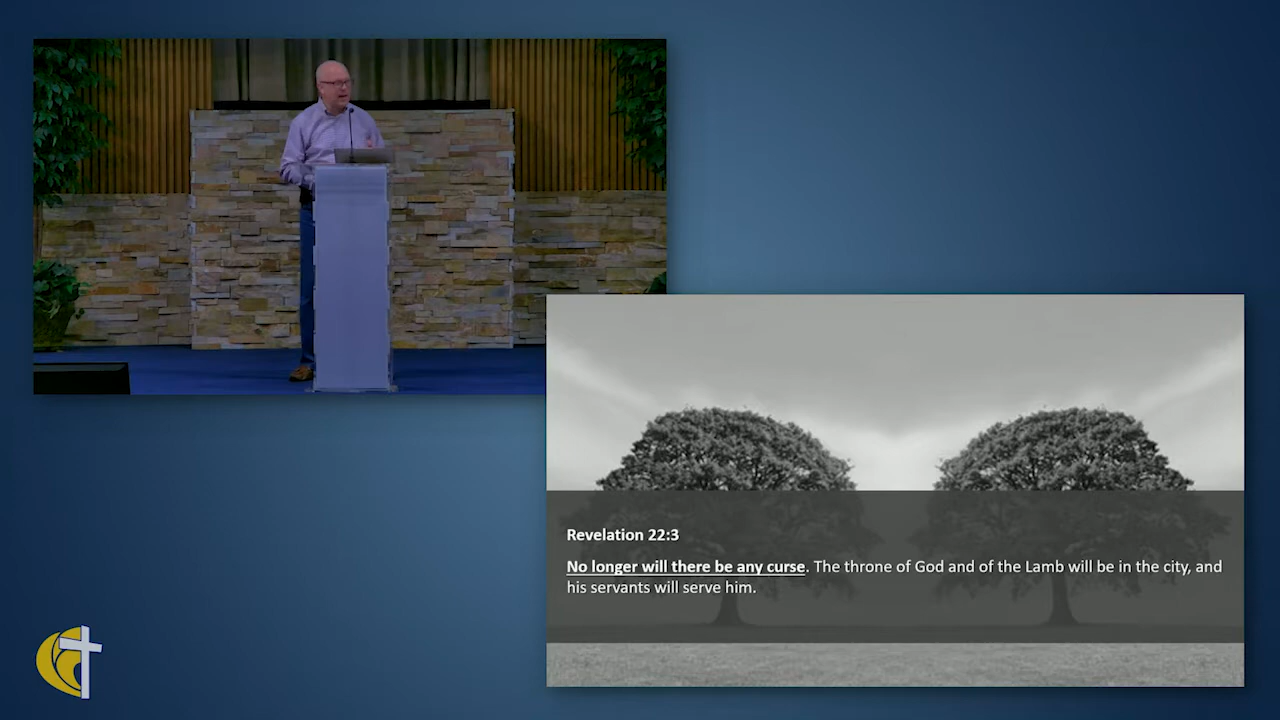 Revelation 22:3
No longer will there be any curse. The throne of God and of the Lamb will be in the city, and
his servants will serve him.